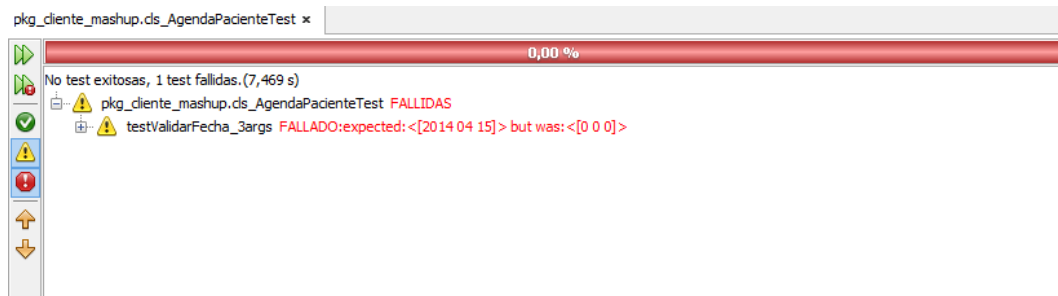 pkg_cliente_mashup.cls_AgendaPacienteTest ×
0,00 %
No test exitosas, 1 test fallidas.(7,469 s)
pkg_cliente_mashup.cls_AgendaPacienteTest FALLIDAS
testValidarFecha_3args FALLADO:expected:<[2014 04 15]> but was:<[0 0 0]>